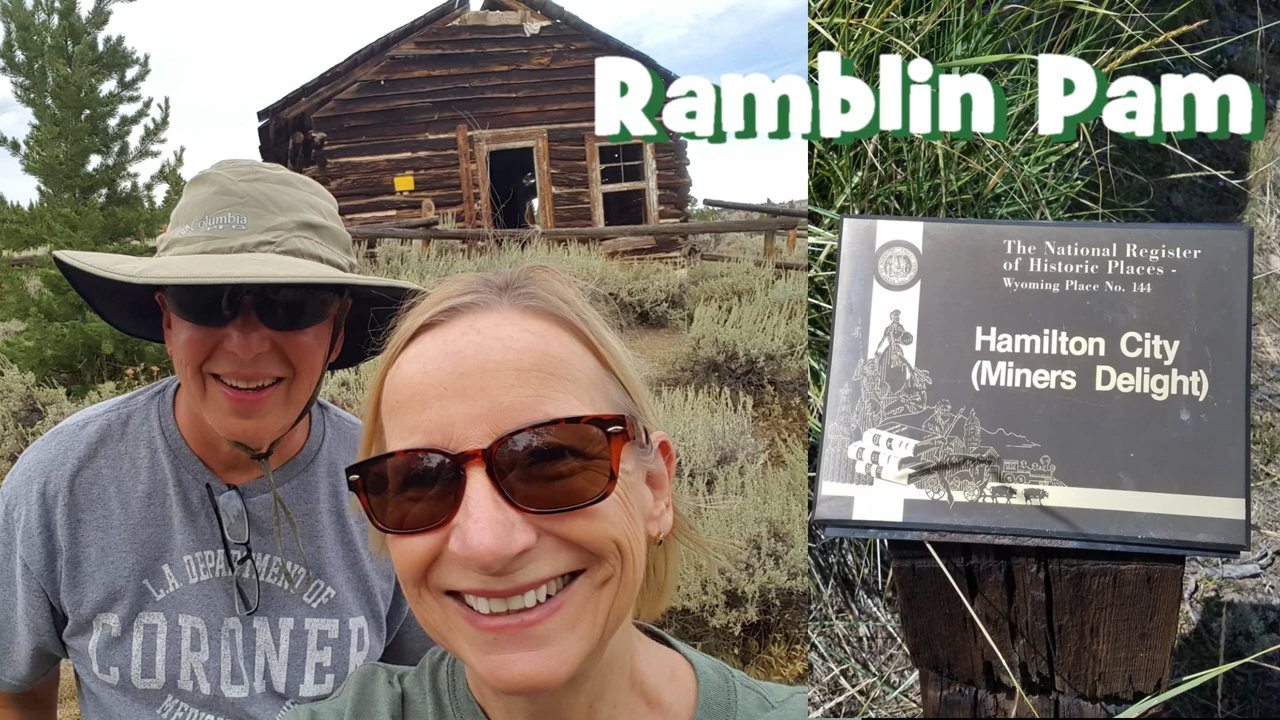 Ramblin Pam
Columbia
PFG
L.A DEPARTMENT OF
CORONER
The National Register
of Historic Places -
Wyoming Place No. 144
Hamilton City
(Miners Delight)